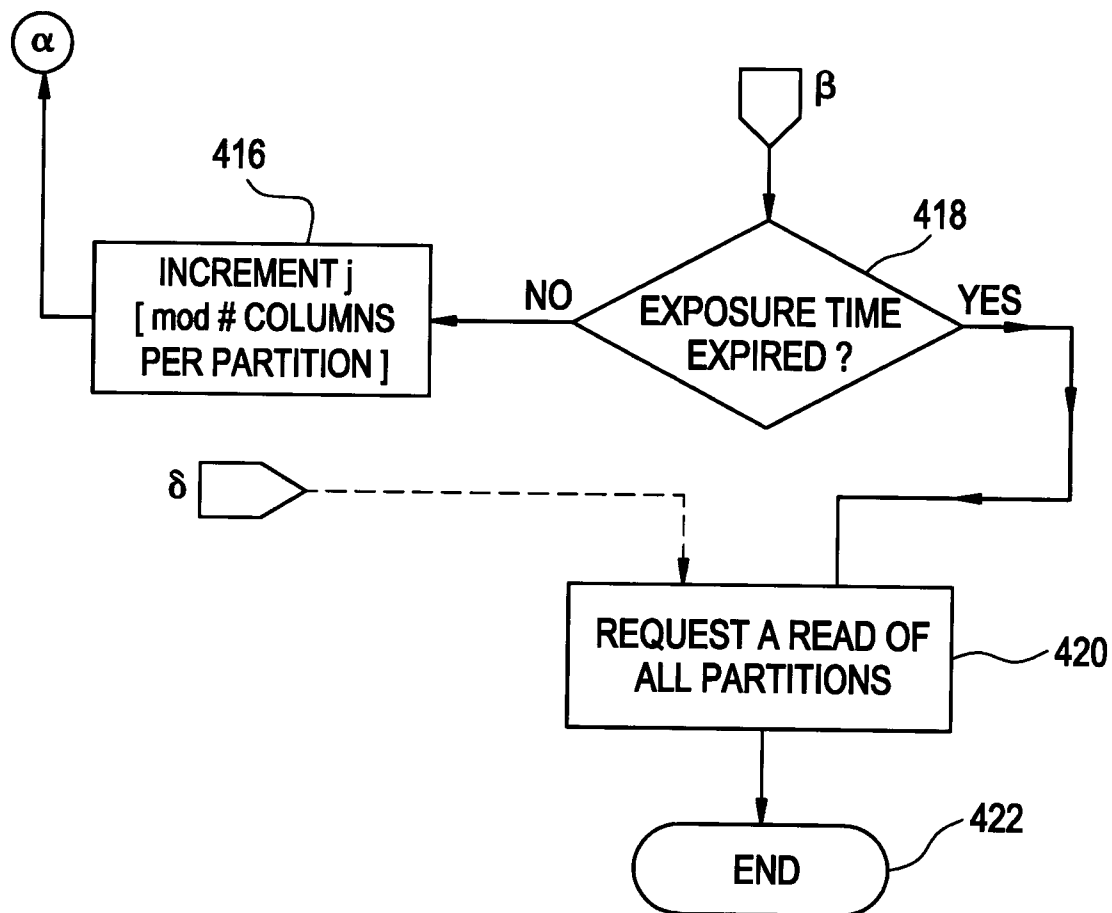 α
β
416
418
INCREMENT j
[ mod # COLUMNS
PER PARTITION ]
NO
EXPOSURE TIME
EXPIRED ?
YES
δ
REQUEST A READ OF
ALL PARTITIONS
420
422
END